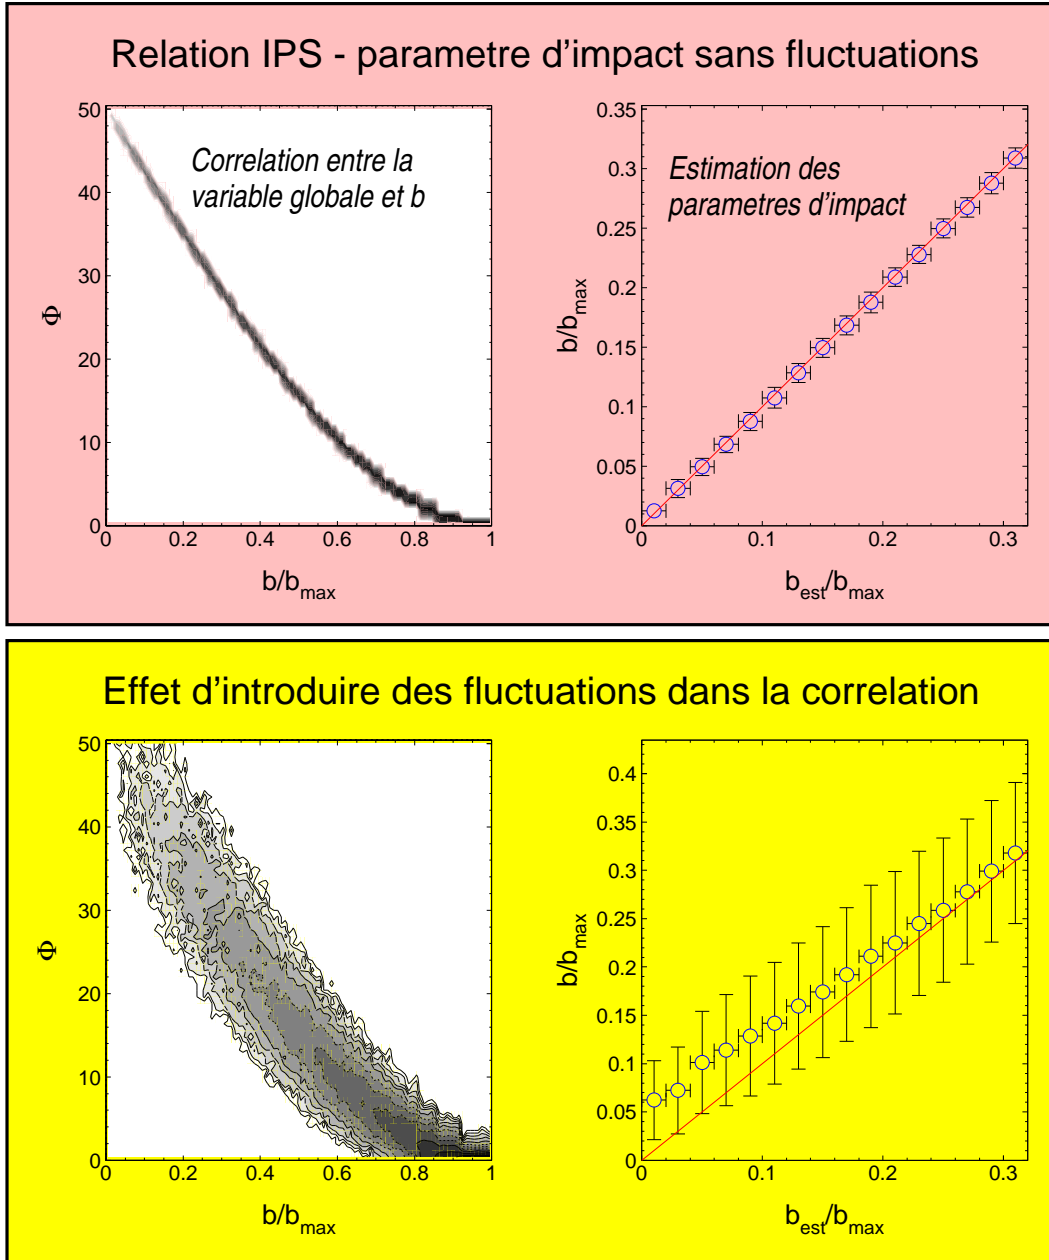 Relation IPS - parametre d'impact sans fluctuations
Correlation entre la
variable globale et b
Φ
50
40
30
20
10
0
0 0.2 0.4 0.6 0.8 1
b/b_max
Estimation des
parametres d'impact
b/b_max
0.35
0.3
0.25
0.2
0.15
0.1
0.05
0
0 0.1 0.2 0.3
b_est/b_max
Effet d'introduire des fluctuations dans la correlation
Φ
50
40
30
20
10
0
0 0.2 0.4 0.6 0.8 1
b/b_max
b/b_max
0.4
0.35
0.3
0.25
0.2
0.15
0.1
0.05
0
0 0.1 0.2 0.3
b_est/b_max